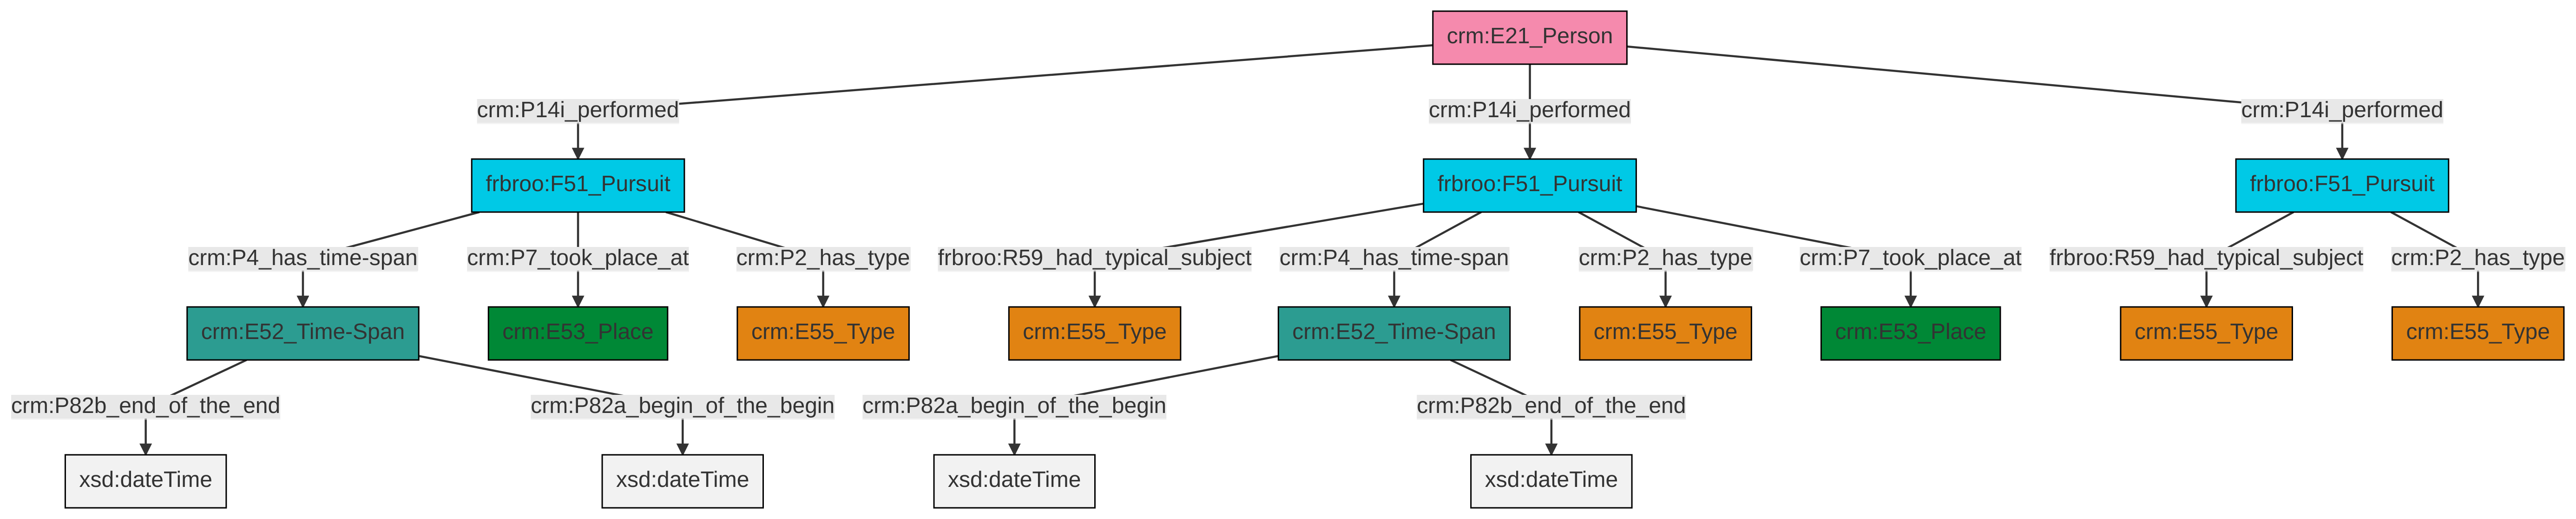 crm:E21_Person
crm:P14i_performed
crm:P14i_performed
crm:P14i_performed
frbroo:F51_Pursuit
frbroo:F51_Pursuit
frbroo:F51_Pursuit
crm:P4_has_time-span
crm:P7_took_place_at
crm:P2_has_type
frbroo:R59_had_typical_subject
crm:P4_has_time-span
crm:P2_has_type
crm:P7_took_place_at
frbroo:R59_had_typical_subject
crm:P2_has_type
crm:E52_Time-Span
crm:E53_Place
crm:E55_Type
crm:E55_Type
crm:E52_Time-Span
crm:E55_Type
crm:E53_Place
crm:E55_Type
crm:E55_Type
crm:P82b_end_of_the_end
crm:P82a_begin_of_the_begin
crm:P82a_begin_of_the_begin
crm:P82b_end_of_the_end
xsd:dateTime
xsd:dateTime
xsd:dateTime
xsd:dateTime